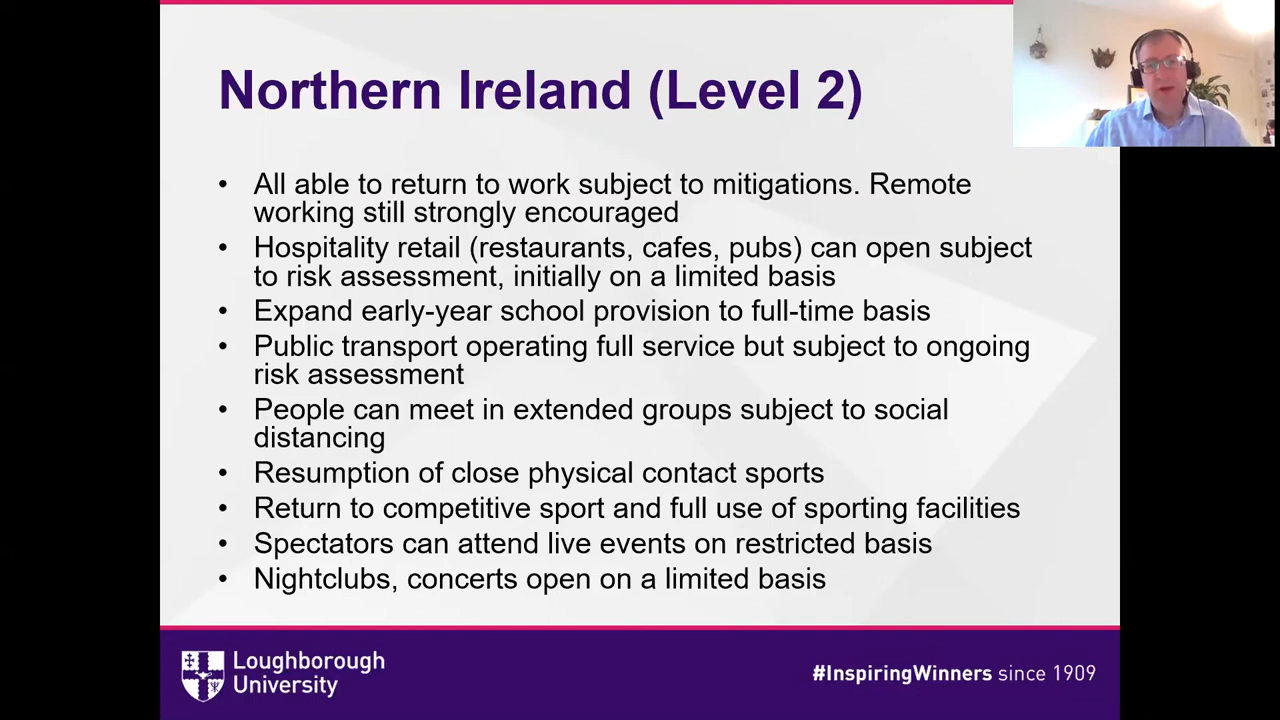 Northern Ireland (Level 2)
• All able to return to work subject to mitigations. Remote
working still strongly encouraged
• Hospitality retail (restaurants, cafes, pubs) can open subject
to risk assessment, initially on a limited basis
• Expand early-year school provision to full-time basis
• Public transport operating full service but subject to ongoing
risk assessment
• People can meet in extended groups subject to social
distancing
• Resumption of close physical contact sports
• Return to competitive sport and full use of sporting facilities
• Spectators can attend live events on restricted basis
• Nightclubs, concerts open on a limited basis
Loughborough
University
#InspiringWinners since 1909